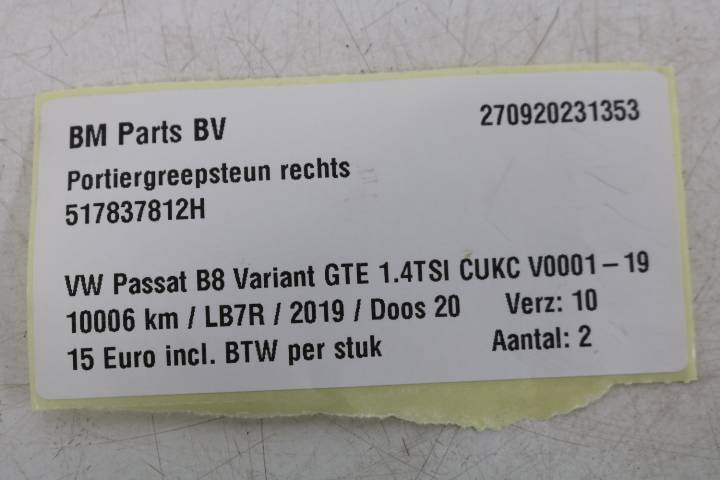 BM Parts BV 270920231353
Portiergreepsteun rechts
517837812H
VW Passat B8 Variant GTE 1.4TSI CUKC V0001-19
10006 km / LB7R / 2019 / Doos 20 Verz: 10
15 Euro incl. BTW per stuk Aantal: 2